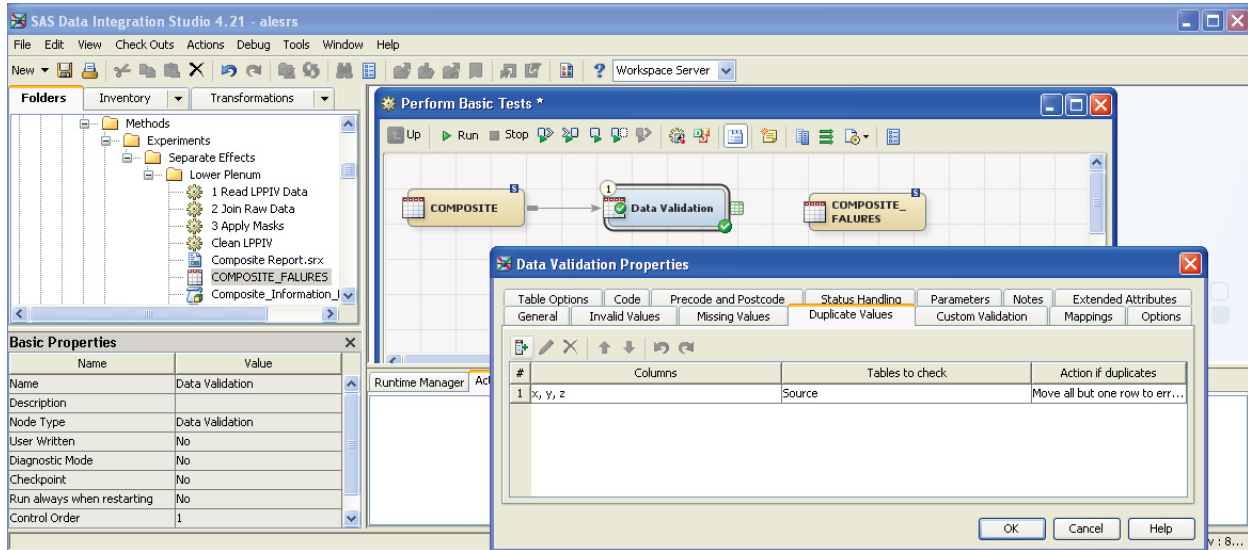 SAS Data Integration Studio 4.21 - alesrs
File Edit View Check Outs Actions Debug Tools Window Help
New Workspace Server
Folders Inventory Transformations
Methods
Experiments
Separate Effects
Lower Plenum
1 Read LPPIV Data
2 Join Raw Data
3 Apply Masks
Clean LPPIV
Composite Report.srx
COMPOSITE_FALURES
Composite_Information_
Basic Properties
Name Value
Name Data Validation
Description
Node Type Data Validation
User Written No
Diagnostic Mode No
Checkpoint No
Run always when restarting No
Control Order 1
Perform Basic Tests *
Up Run Stop
COMPOSITE
1
Data Validation
COMPOSITE_
FALURES
Runtime Manager
Data Validation Properties
Table Options Code Precode and Postcode Status Handling Parameters Notes Extended Attributes
General Invalid Values Missing Values Duplicate Values Custom Validation Mappings Options
# Columns Tables to check Action if duplicates
1 x, y, z Source Move all but one row to err...
OK Cancel Help
v : 8...